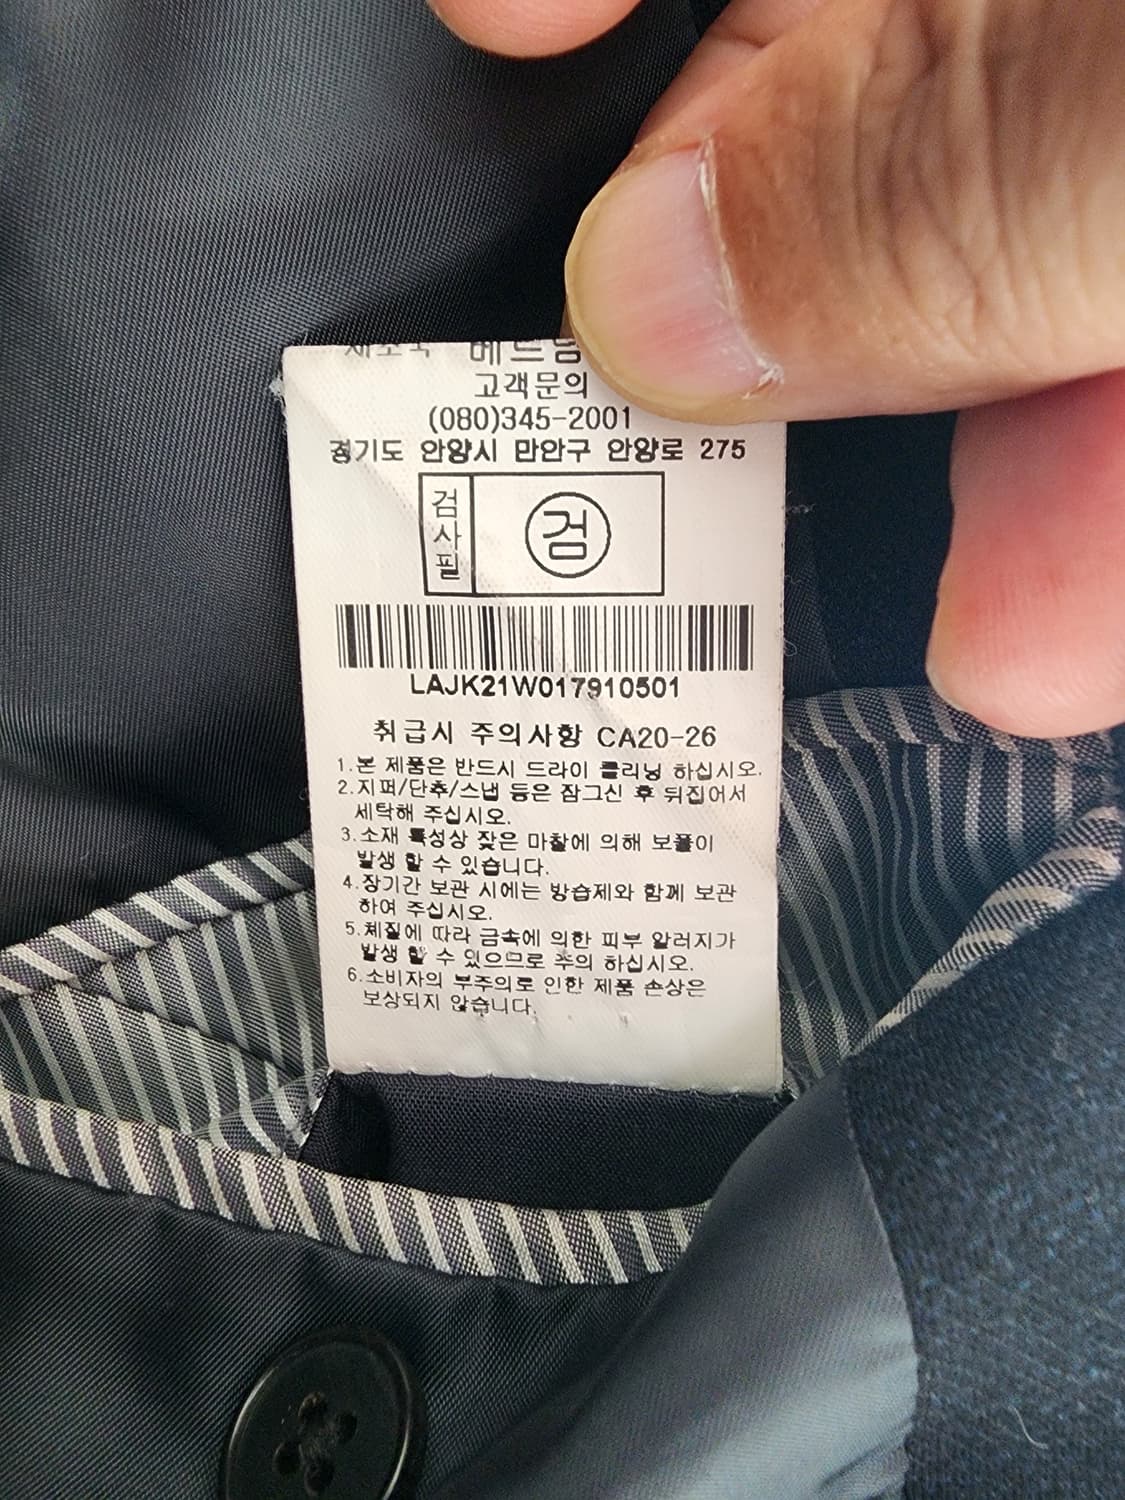 제조국 베트남
고객문의
(080)345-2001
경기도 안양시 만안구 안양로 275
검사필
검
LAJK21W017910501
취급시 주의사항 CA20-26
1.본 제품은 반드시 드라이 클리닝 하십시오.
2.지퍼/단추/스냅 등은 잠그신 후 뒤집어서
세탁해 주십시오.
3.소재 특성상 잦은 마찰에 의해 보풀이
발생 할 수 있습니다.
4.장기간 보관 시에는 방습제와 함께 보관
하여 주십시오.
5.체질에 따라 금속에 의한 피부 알러지가
발생 할 수 있으므로 주의 하십시오.
6.소비자의 부주의로 인한 제품 손상은
보상되지 않습니다.